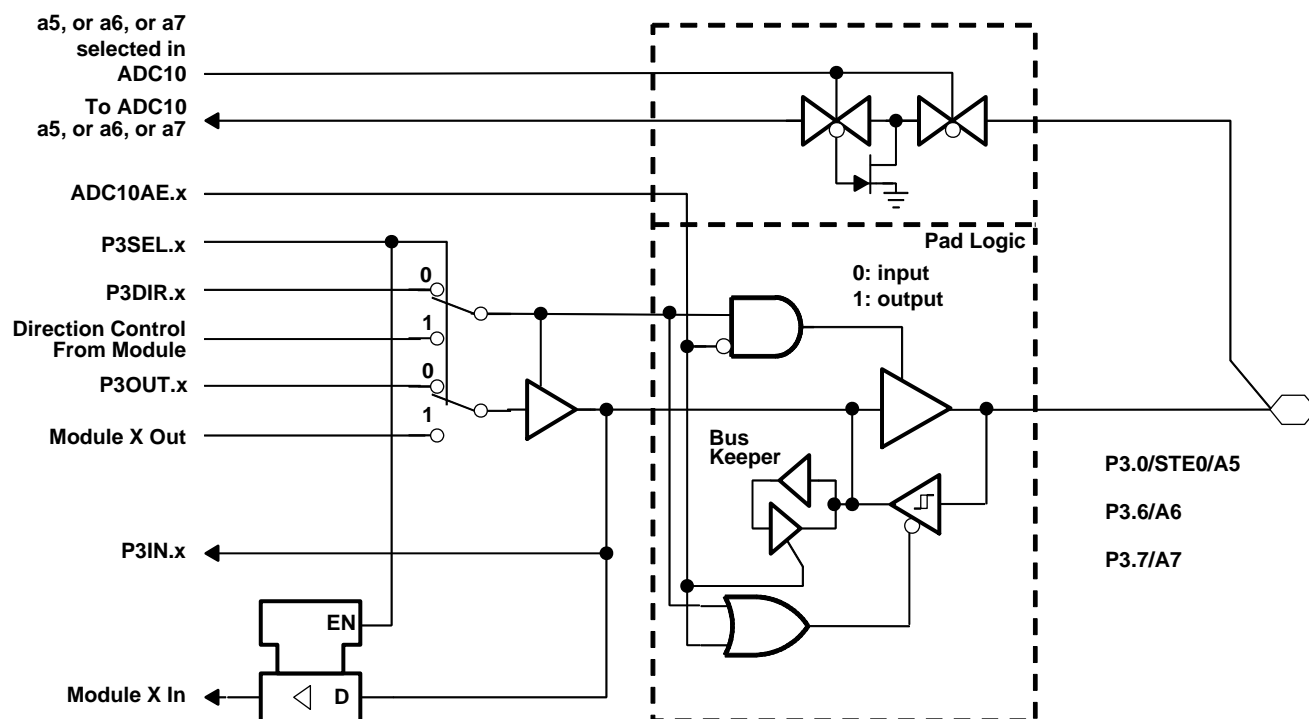 a5, or a6, or a7
selected in
ADC10
To ADC10
a5, or a6, or a7
ADC10AE.x
P3SEL.x
Pad Logic
0: input
1: output
0
P3DIR.x
1
Direction Control
From Module
0
P3OUT.x
1
Module X Out
Bus
Keeper
P3.0/STE0/A5
P3.6/A6
P3.7/A7
P3IN.x
EN
Module X In
D